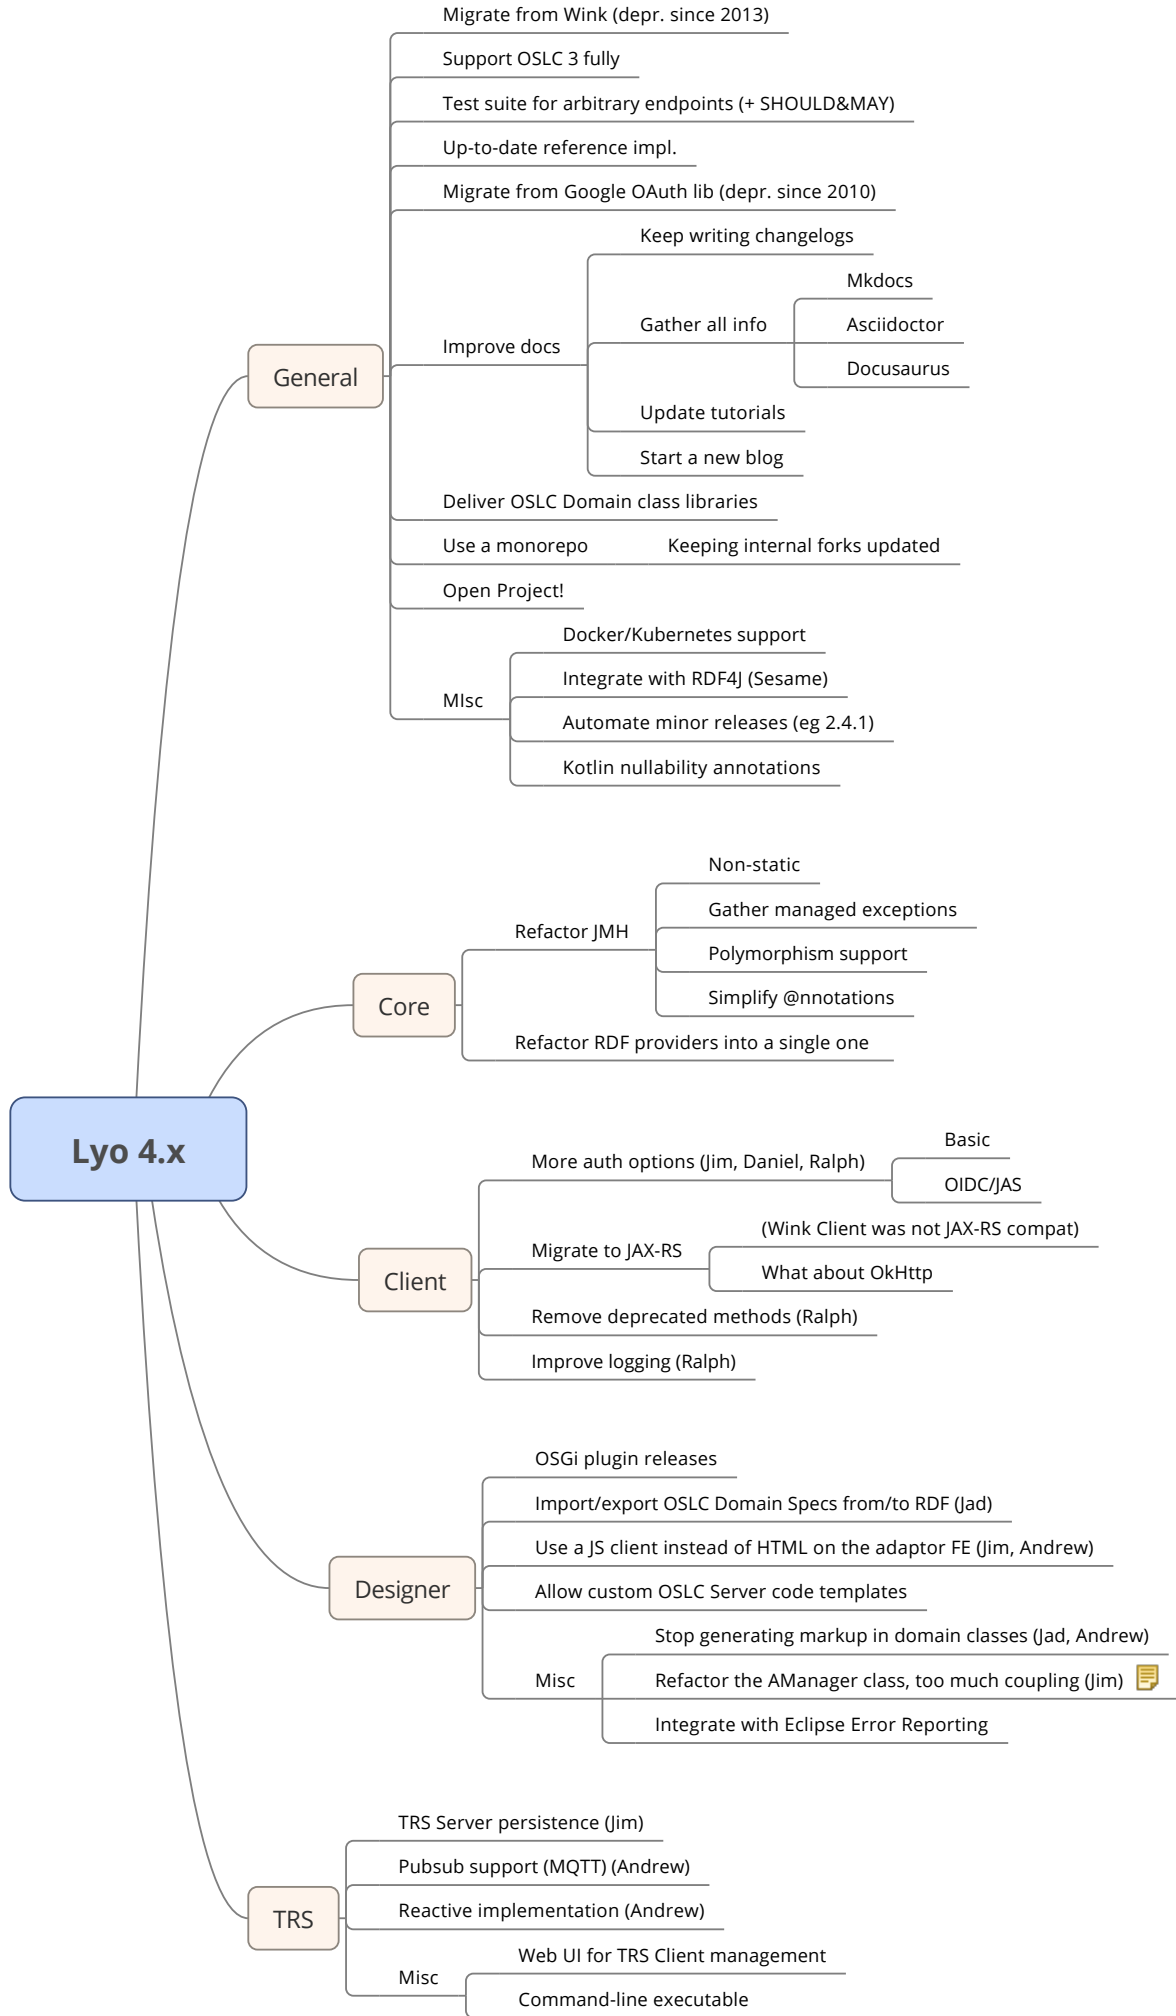 Lyo 4.x
General
Migrate from Wink (depr. since 2013)
Support OSLC 3 fully
Test suite for arbitrary endpoints (+ SHOULD&MAY)
Up-to-date reference impl.
Migrate from Google OAuth lib (depr. since 2010)
Improve docs
Keep writing changelogs
Gather all info
Mkdocs
Asciidoctor
Docusaurus
Update tutorials
Start a new blog
Deliver OSLC Domain class libraries
Use a monorepo
Keeping internal forks updated
Open Project!
MIsc
Docker/Kubernetes support
Integrate with RDF4J (Sesame)
Automate minor releases (eg 2.4.1)
Kotlin nullability annotations
Core
Refactor JMH
Non-static
Gather managed exceptions
Polymorphism support
Simplify @nnotations
Refactor RDF providers into a single one
Client
More auth options (Jim, Daniel, Ralph)
Basic
OIDC/JAS
Migrate to JAX-RS
(Wink Client was not JAX-RS compat)
What about OkHttp
Remove deprecated methods (Ralph)
Improve logging (Ralph)
Designer
OSGi plugin releases
Import/export OSLC Domain Specs from/to RDF (Jad)
Use a JS client instead of HTML on the adaptor FE (Jim, Andrew)
Allow custom OSLC Server code templates
Misc
Stop generating markup in domain classes (Jad, Andrew)
Refactor the AManager class, too much coupling (Jim)
Integrate with Eclipse Error Reporting
TRS
TRS Server persistence (Jim)
Pubsub support (MQTT) (Andrew)
Reactive implementation (Andrew)
Misc
Web UI for TRS Client management
Command-line executable